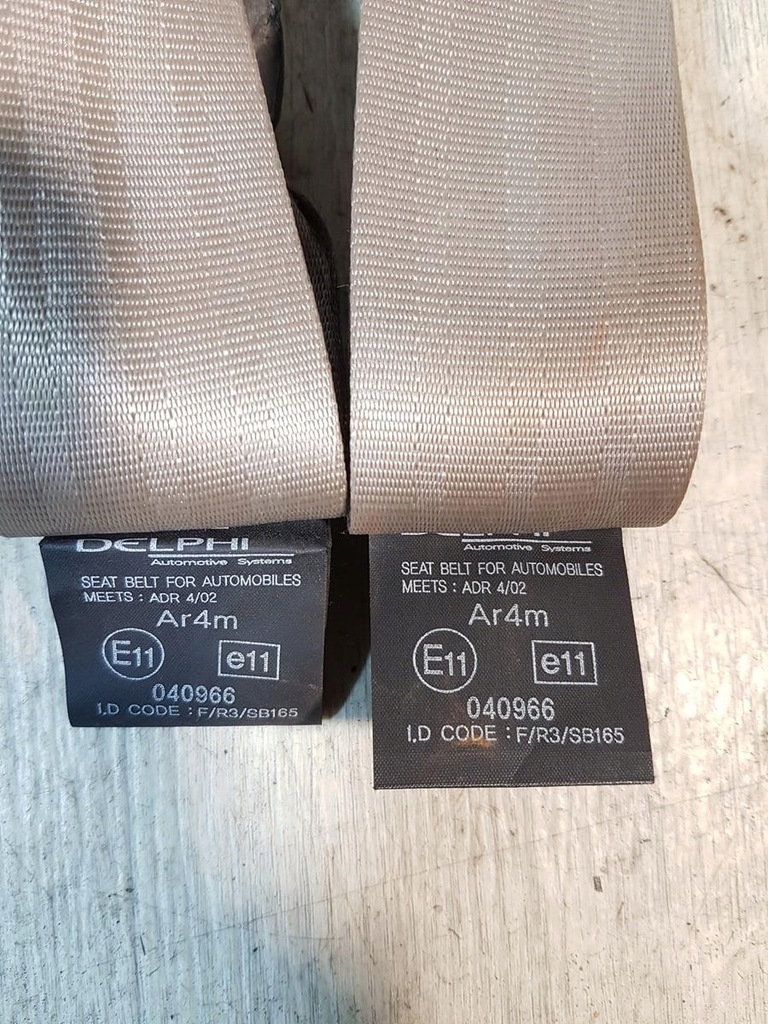 DELPHI
Automotive Systems
SEAT BELT FOR AUTOMOBILES
MEETS : ADR 4/02
Ar4m
E11 e11
040966
I.D CODE : F/R3/SB165
Automotive Systems
SEAT BELT FOR AUTOMOBILES
MEETS : ADR 4/02
Ar4m
E11 e11
040966
I.D CODE : F/R3/SB165